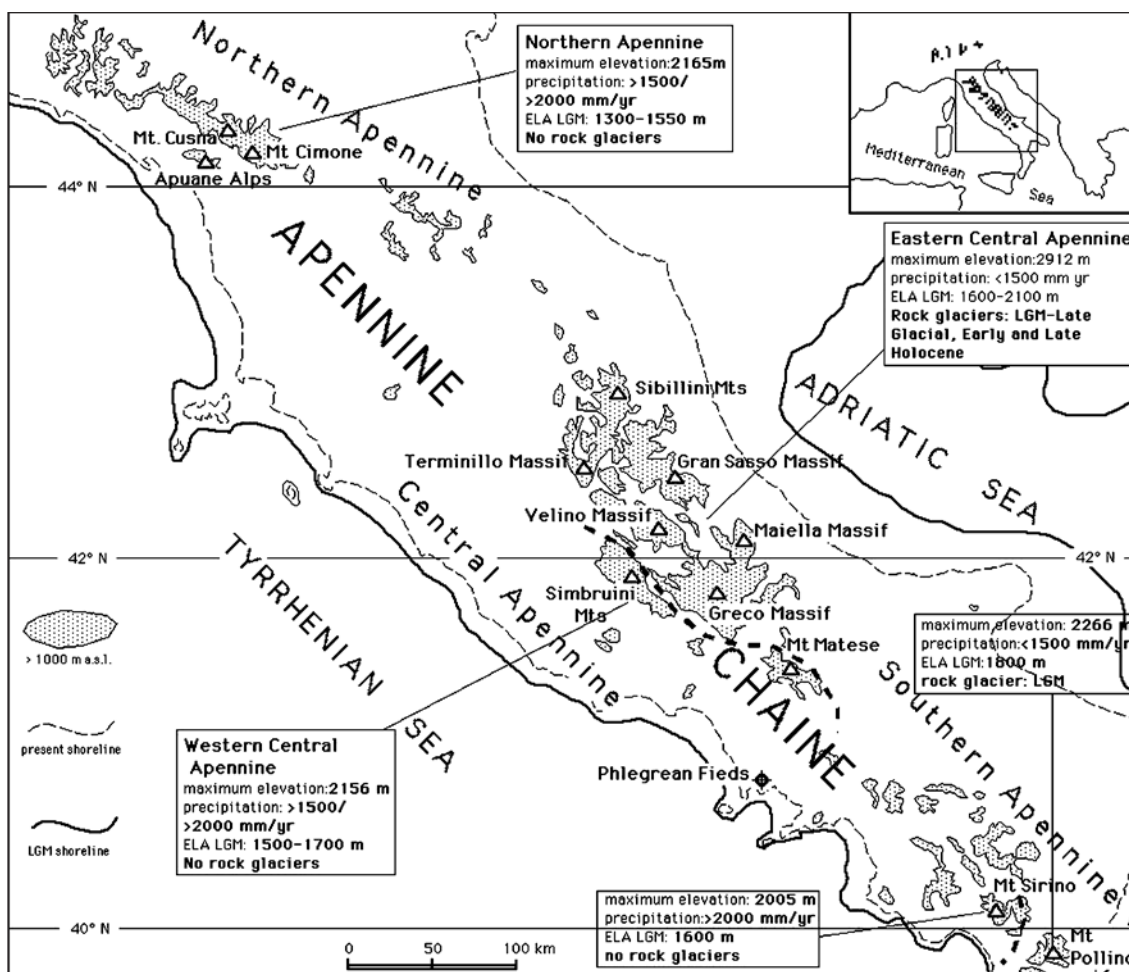 Northern Apennine
Northern Apennine
maximum elevation:2165m
precipitation: >1500/
>2000 mm/yr
ELA LGM: 1300-1550 m
No rock glaciers
Apennine
Mediterranean
Sea
Mt. Cusna
Mt Cimone
Apuane Alps
44° N
Eastern Central Apennine
maximum elevation:2912 m
precipitation: <1500 mm yr
ELA LGM: 1600-2100 m
Rock glaciers: LGM-Late
Glacial, Early and Late
Holocene
APENNINE
CHAINE
ADRIATIC
SEA
Sibillini Mts
Terminillo Massif
Gran Sasso Massif
Velino Massif
Maiella Massif
Central Apennine
42° N
42° N
TYRRHENIAN
SEA
Simbruini
Mts
Greco Massif
Mt Matese
maximum elevation: 2266 m
precipitation:<1500 mm/yr
ELA LGM:1800 m
rock glacier: LGM
Southern Apennine
> 1000 m a.s.l.
present shoreline
LGM shoreline
Western Central
Apennine
maximum elevation:2156 m
precipitation: >1500/
>2000 mm/yr
ELA LGM: 1500-1700 m
No rock glaciers
Phlegrean Fieds
Mt Sirino
maximum elevation: 2005 m
precipitation:>2000 mm/yr
ELA LGM: 1600 m
no rock glaciers
40° N
0 50 100 km
Mt
Pollino